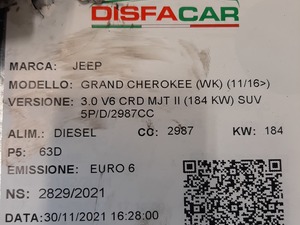 DISFACAR
MARCA: JEEP
MODELLO: GRAND CHEROKEE (WK) (11/16>)
VERSIONE: 3.0 V6 CRD MJT II (184 KW) SUV
5P/D/2987CC
ALIM.: DIESEL CC: 2987 KW: 184
P5: 63D
EMISSIONE: EURO 6
NS: 2829/2021
DATA:30/11/2021 16:28:00